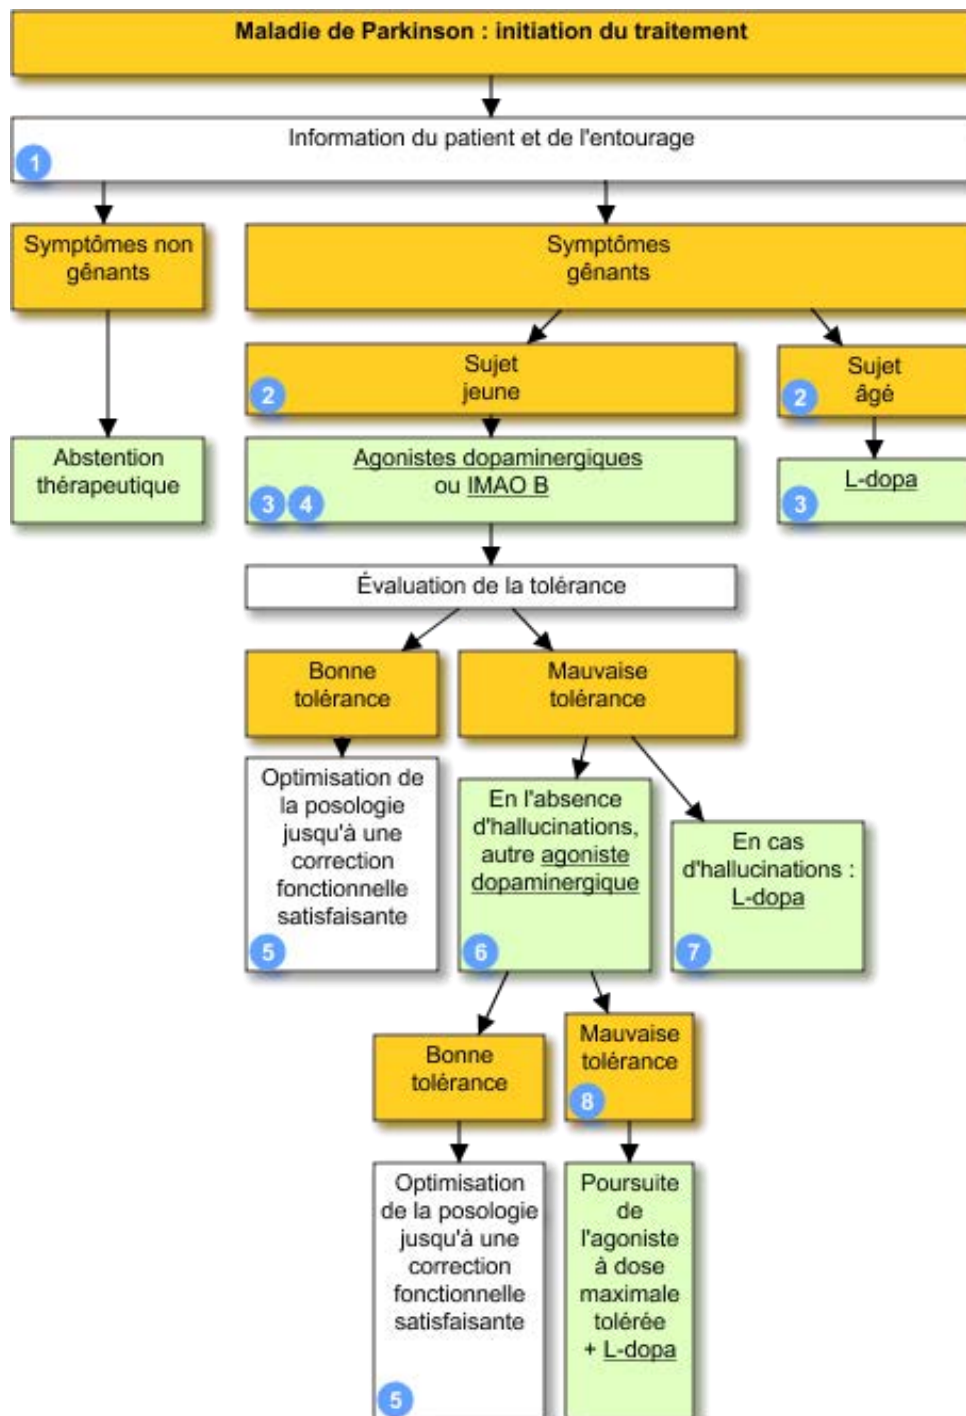 Maladie de Parkinson : initiation du traitement
Information du patient et de l'entourage
1
Symptômes non
gênants
Symptômes
gênants
Sujet
jeune
2
Sujet
âgé
2
Abstention
thérapeutique
Agonistes dopaminergiques
ou IMAO B
3 4
L-dopa
3
Évaluation de la tolérance
Bonne
tolérance
Mauvaise
tolérance
Optimisation de
la posologie
jusqu'à une
correction
fonctionnelle
satisfaisante
5
En l'absence
d'hallucinations,
autre agoniste
dopaminergique
6
En cas
d'hallucinations :
L-dopa
7
Bonne
tolérance
Mauvaise
tolérance
8
Optimisation
de la posologie
jusqu'à une
correction
fonctionnelle
satisfaisante
5
Poursuite
de
l'agoniste
à dose
maximale
tolérée
+ L-dopa